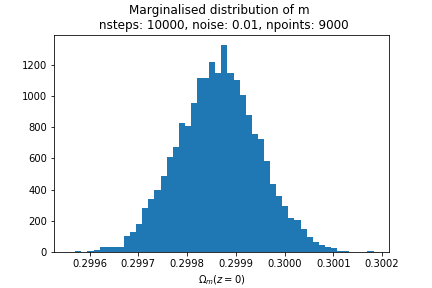 Marginalised distribution of m
nsteps: 10000, noise: 0.01, npoints: 9000
1200
1000
800
600
400
200
0
0.2996 0.2997 0.2998 0.2999 0.3000 0.3001 0.3002
Ωm(z = 0)